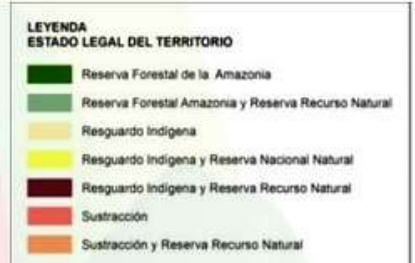 LEYENDA
ESTADO LEGAL DEL TERRITORIO
Reserva Forestal de la Amazonia
Reserva Forestal Amazonia y Reserva Recurso Natural
Resguardo Indígena
Resguardo Indígena y Reserva Nacional Natural
Resguardo Indígena y Reserva Recurso Natural
Sustracción
Sustracción y Reserva Recurso Natural